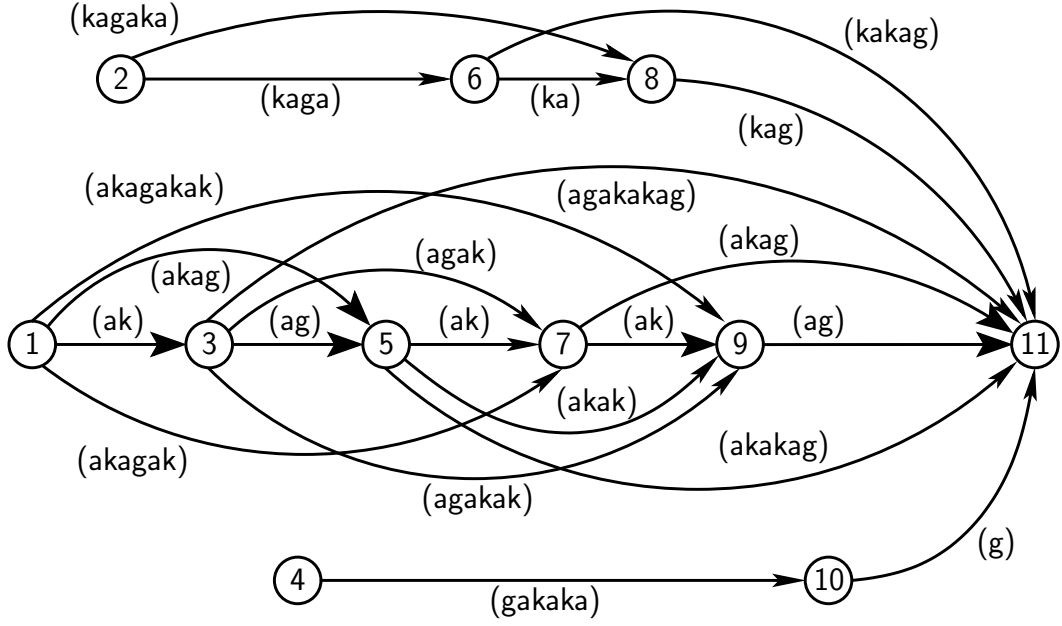 (kagaka)
(kakag)
2 6 8
(kaga) (ka)
(kag)
(akagakak) (agakakag)
(akag) (agak) (akag)
(ak) (ag) (ak) (ak) (ag)
1 3 5 7 9 11
(akak)
(akagak) (akakag)
(agakak)
(g)
4 10
(gakaka)